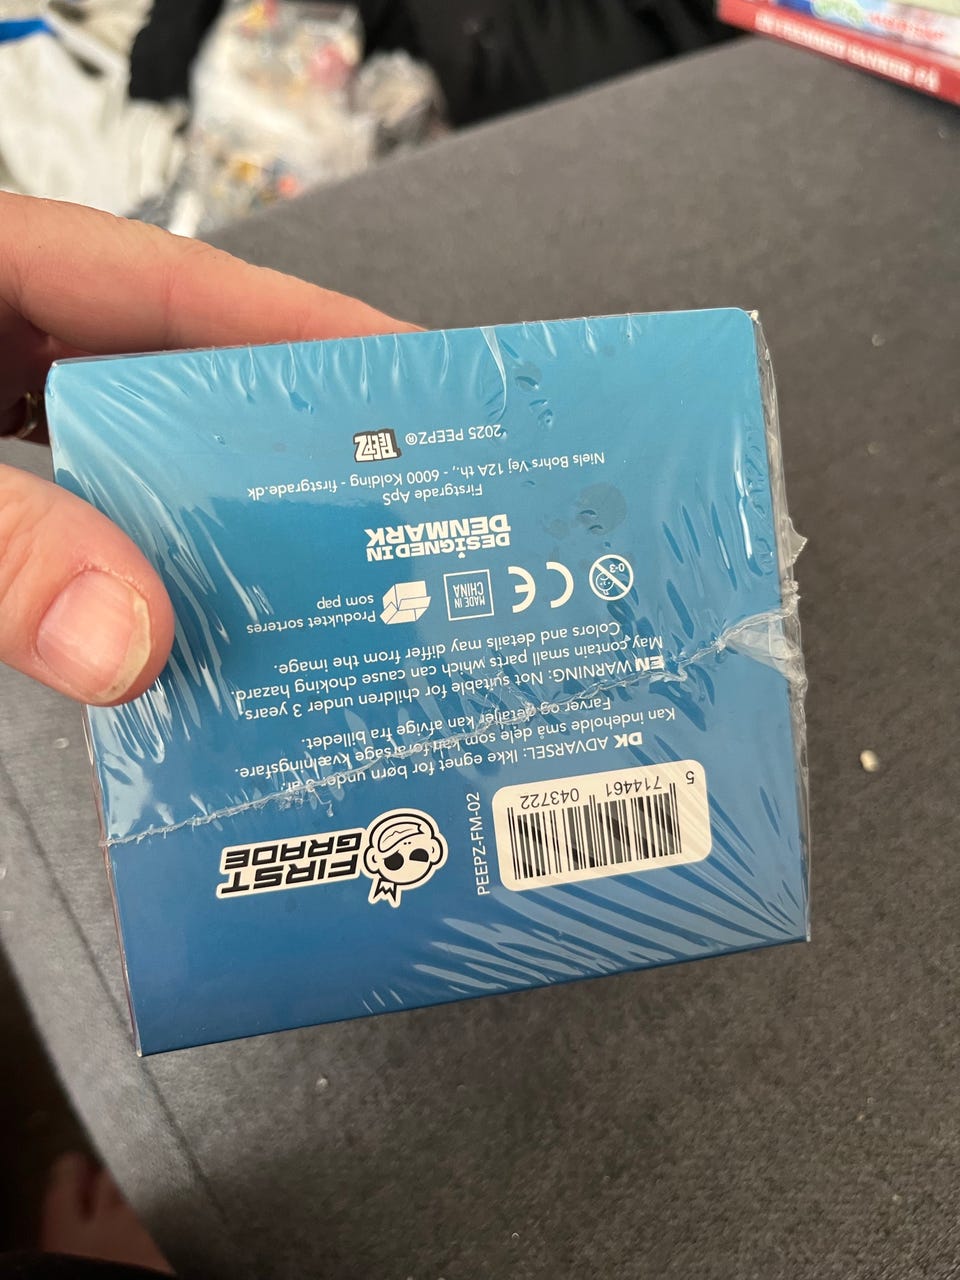 FIRST
GRADE
PEEPZ-FM-02
5 714461 043722
DK ADVARSEL: Ikke egnet for børn under 3 år.
Kan indeholde små dele som kan forårsage Kvælningsfare.
Farver og detaljer kan afvige fra billedet.
EN WARNING: Not suitable for children under 3 years.
May contain small parts which can cause choking hazard.
Colors and details may differ from the image.
0-3
CE
MADE IN
CHINA
Produktet sorteres
som pap
DESIGNED IN
DENMARK
Firstgrade ApS
Niels Bohrs Vej 12A th., - 6000 Kolding - firstgrade.dk
2025 PEEPZ®
PEEPZ